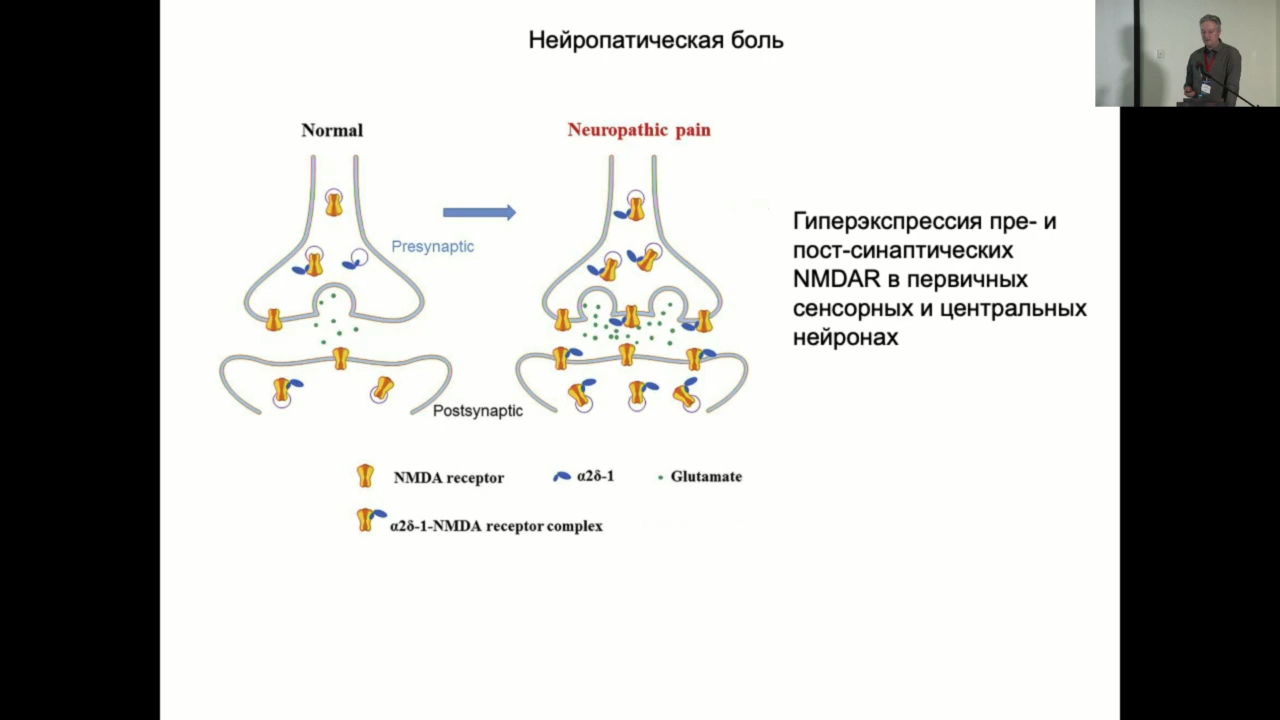 Нейропатическая боль
Normal
Neuropathic pain
Presynaptic
Гиперэкспрессия пре- и
пост-синаптических
NMDAR в первичных
сенсорных и центральных
нейронах
Postsynaptic
NMDA receptor
α2δ-1
Glutamate
α2δ-1-NMDA receptor complex